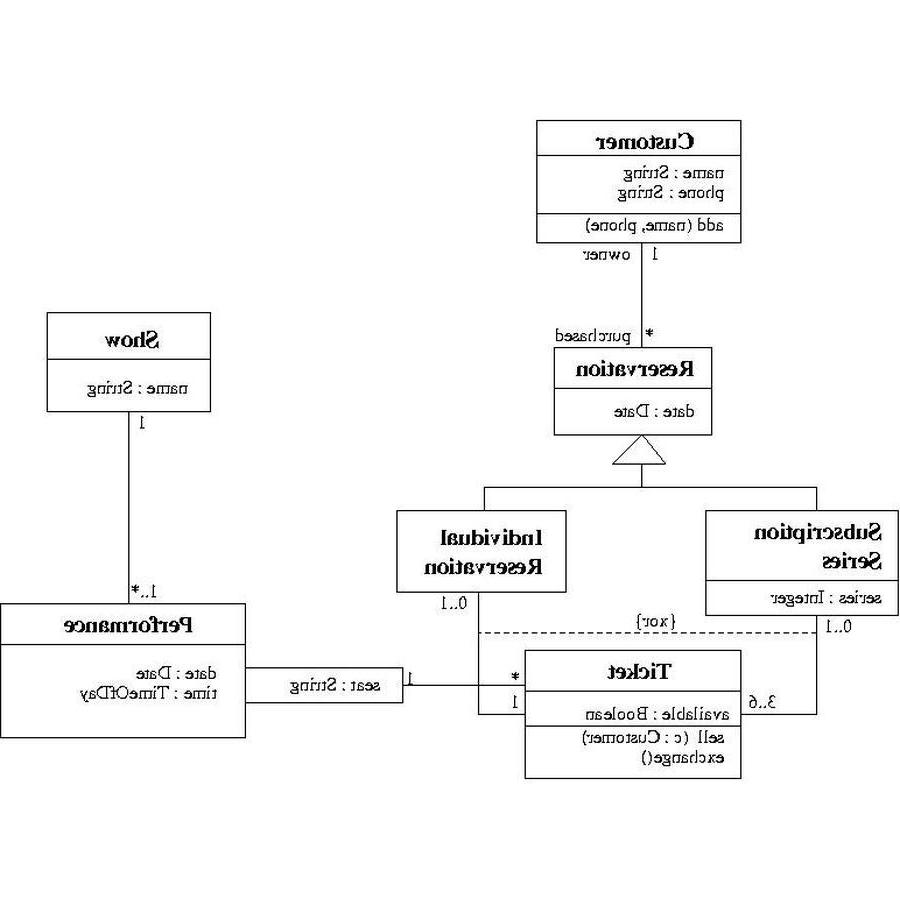 Customer
name : String
phone : String
add (name, phone)
1
owner
*
purchased
Reservation
date : Date
Show
name : String
1
1..*
Performance
date : Date
time : TimeOfDay
seat : String
1
Subscription
Series
series : Integer
0..1
Individual
Reservation
0..1
{xor}
Ticket
available : Boolean
sell (c : Customer)
exchange()
3..6
*
1